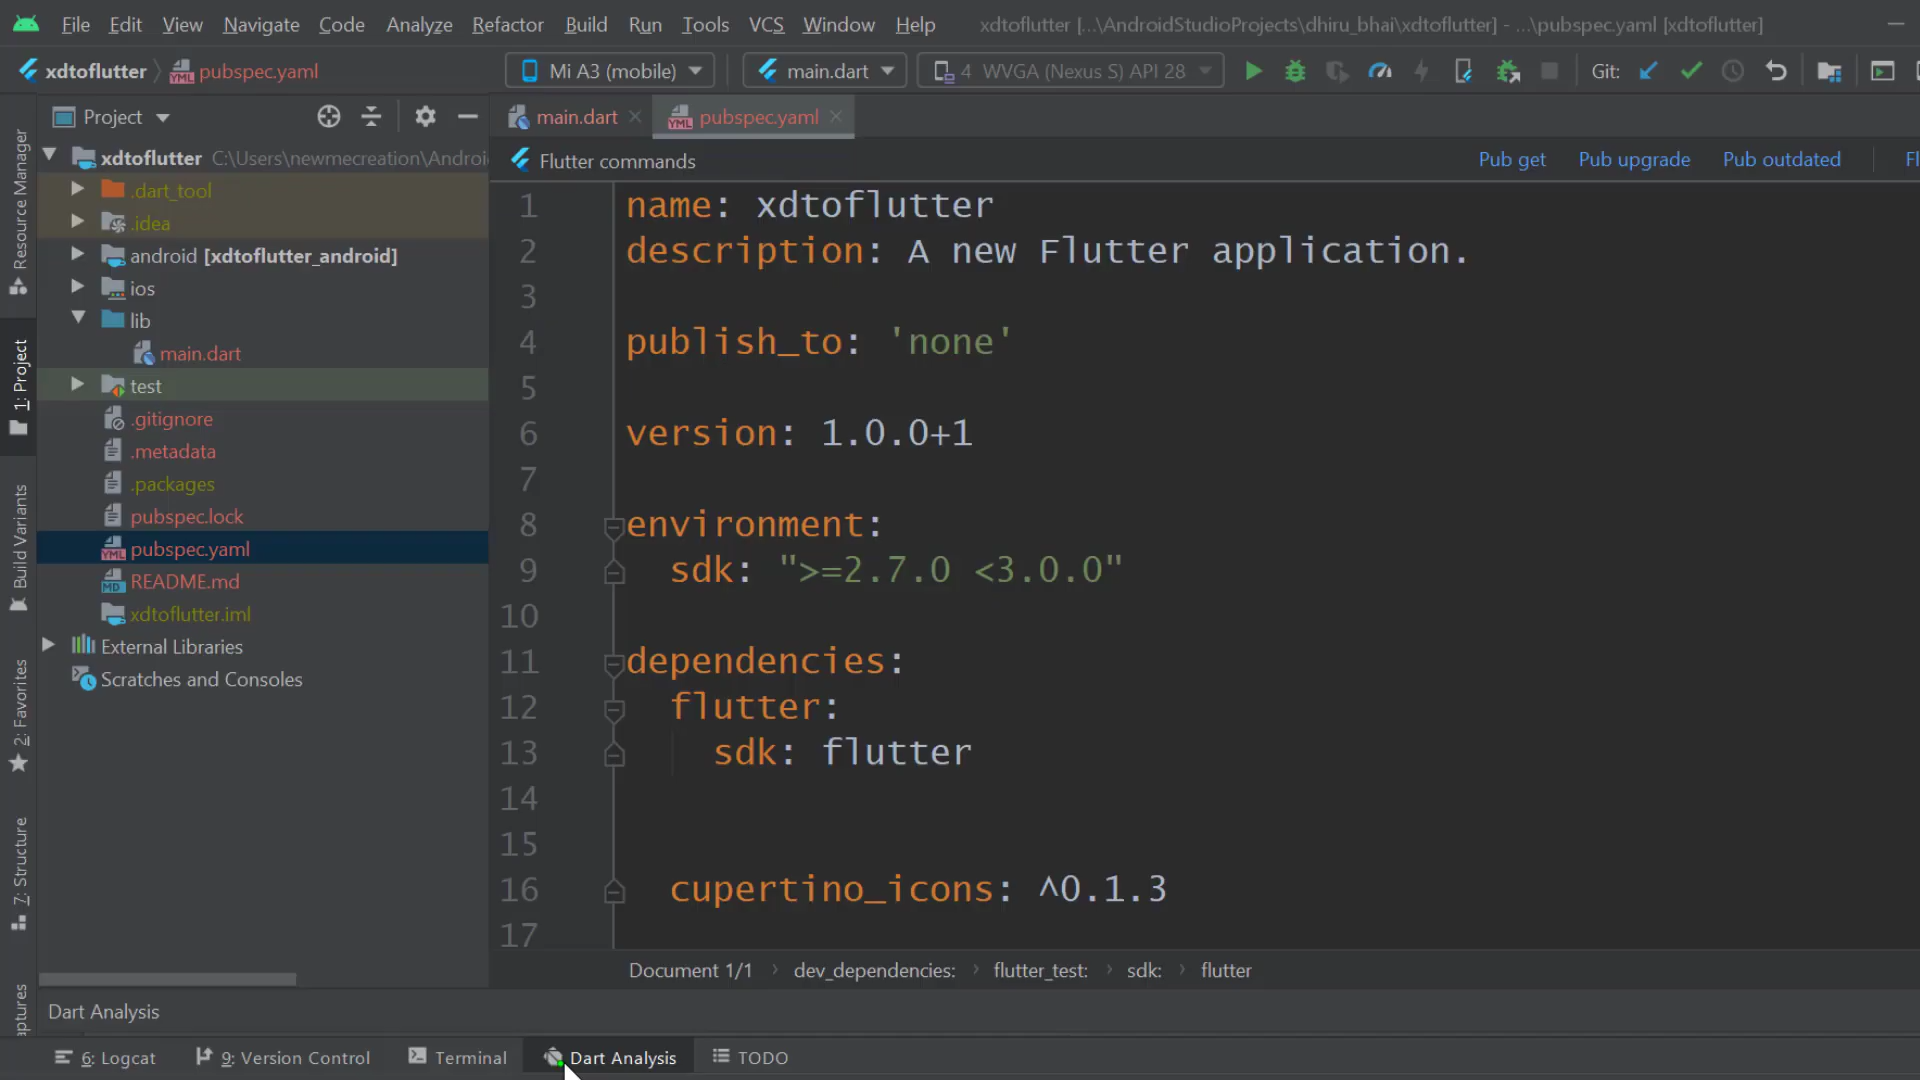 File Edit View Navigate Code Analyze Refactor Build Run Tools VCS Window Help xdtoflutter [...\AndroidStudioProjects\dhiru_bhai\xdtoflutter] - ...\pubspec.yaml [xdtoflutter]
xdtoflutter pubspec.yaml Mi A3 (mobile) main.dart 4 WVGA (Nexus S) API 28 Git:
Project main.dart pubspec.yaml
Flutter commands Pub get Pub upgrade Pub outdated Fl
Resource Manager
1: Project
Build Variants
2: Favorites
7: Structure
aptures
xdtoflutter C:\Users\newmecreation\Androi
.dart_tool
.idea
android [xdtoflutter_android]
ios
lib
main.dart
test
.gitignore
.metadata
.packages
pubspec.lock
pubspec.yaml
README.md
xdtoflutter.iml
External Libraries
Scratches and Consoles
1 name: xdtoflutter
2 description: A new Flutter application.
3
4 publish_to: 'none'
5
6 version: 1.0.0+1
7
8 environment:
9 sdk: ">=2.7.0 <3.0.0"
10
11 dependencies:
12 flutter:
13 sdk: flutter
14
15
16 cupertino_icons: ^0.1.3
17
Document 1/1 › dev_dependencies: › flutter_test: › sdk: › flutter
Dart Analysis
6: Logcat 9: Version Control Terminal Dart Analysis TODO